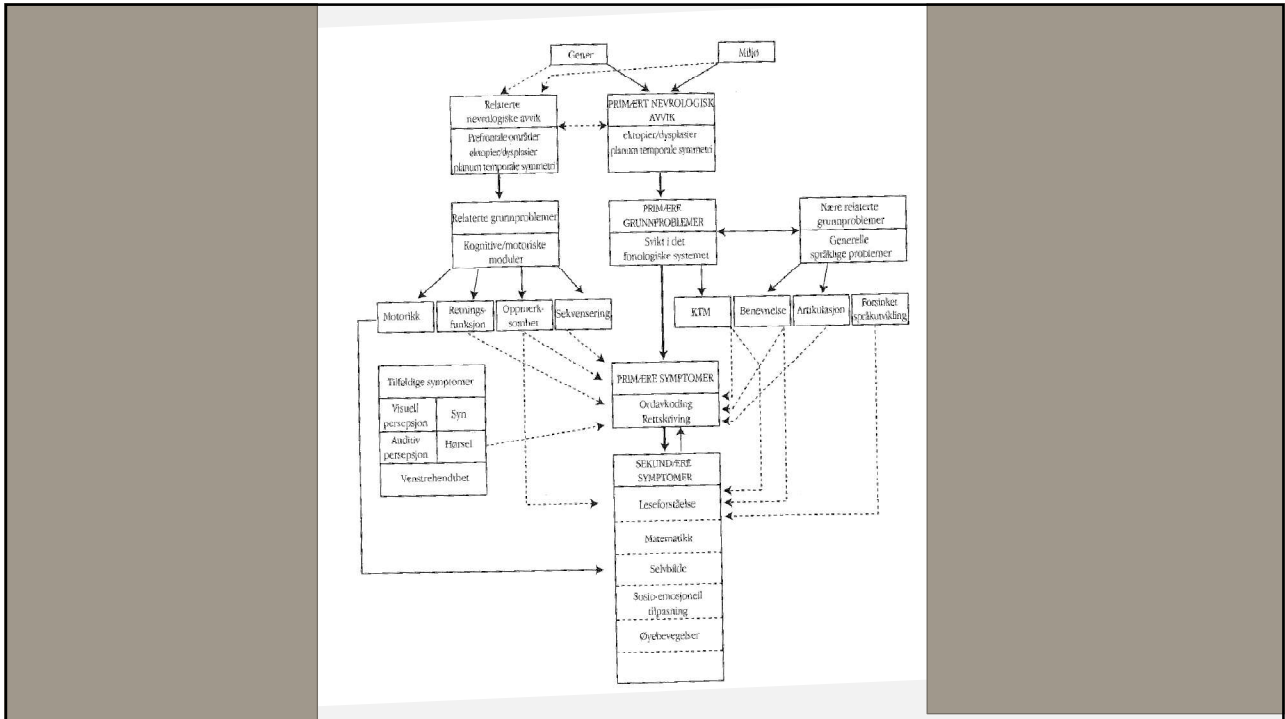 Gener
Miljø
Relaterte
nevrologiske avvik
Prefrontale områder
ektopier/dysplasier
planum temporale symmetri
PRIMÆRT NEVROLOGISK
AVVIK
ektopier/dysplasier
planum temporale symmetri
Relaterte grunnproblemer
Kognitive/motoriske
moduler
PRIMÆRE
GRUNNPROBLEMER
Svikt i det
fonologiske systemet
Nære relaterte
grunnproblemer
Generelle
språklige problemer
Motorikk
Retnings-
funksjon
Oppmerk-
somhet
Sekvensering
KTM
Benevnelse
Artikulasjon
Forsinket
språkutvikling
Tilfeldige symptomer
Visuell
persepsjon
Syn
Auditiv
persepsjon
Hørsel
Venstrehendthet
PRIMÆRE SYMPTOMER
Ordavkoding
Rettskriving
SEKUNDÆRE
SYMPTOMER
Leseforståelse
Matematikk
Selvbilde
Sosio-emosjonell
tilpasning
Øyebevegelser